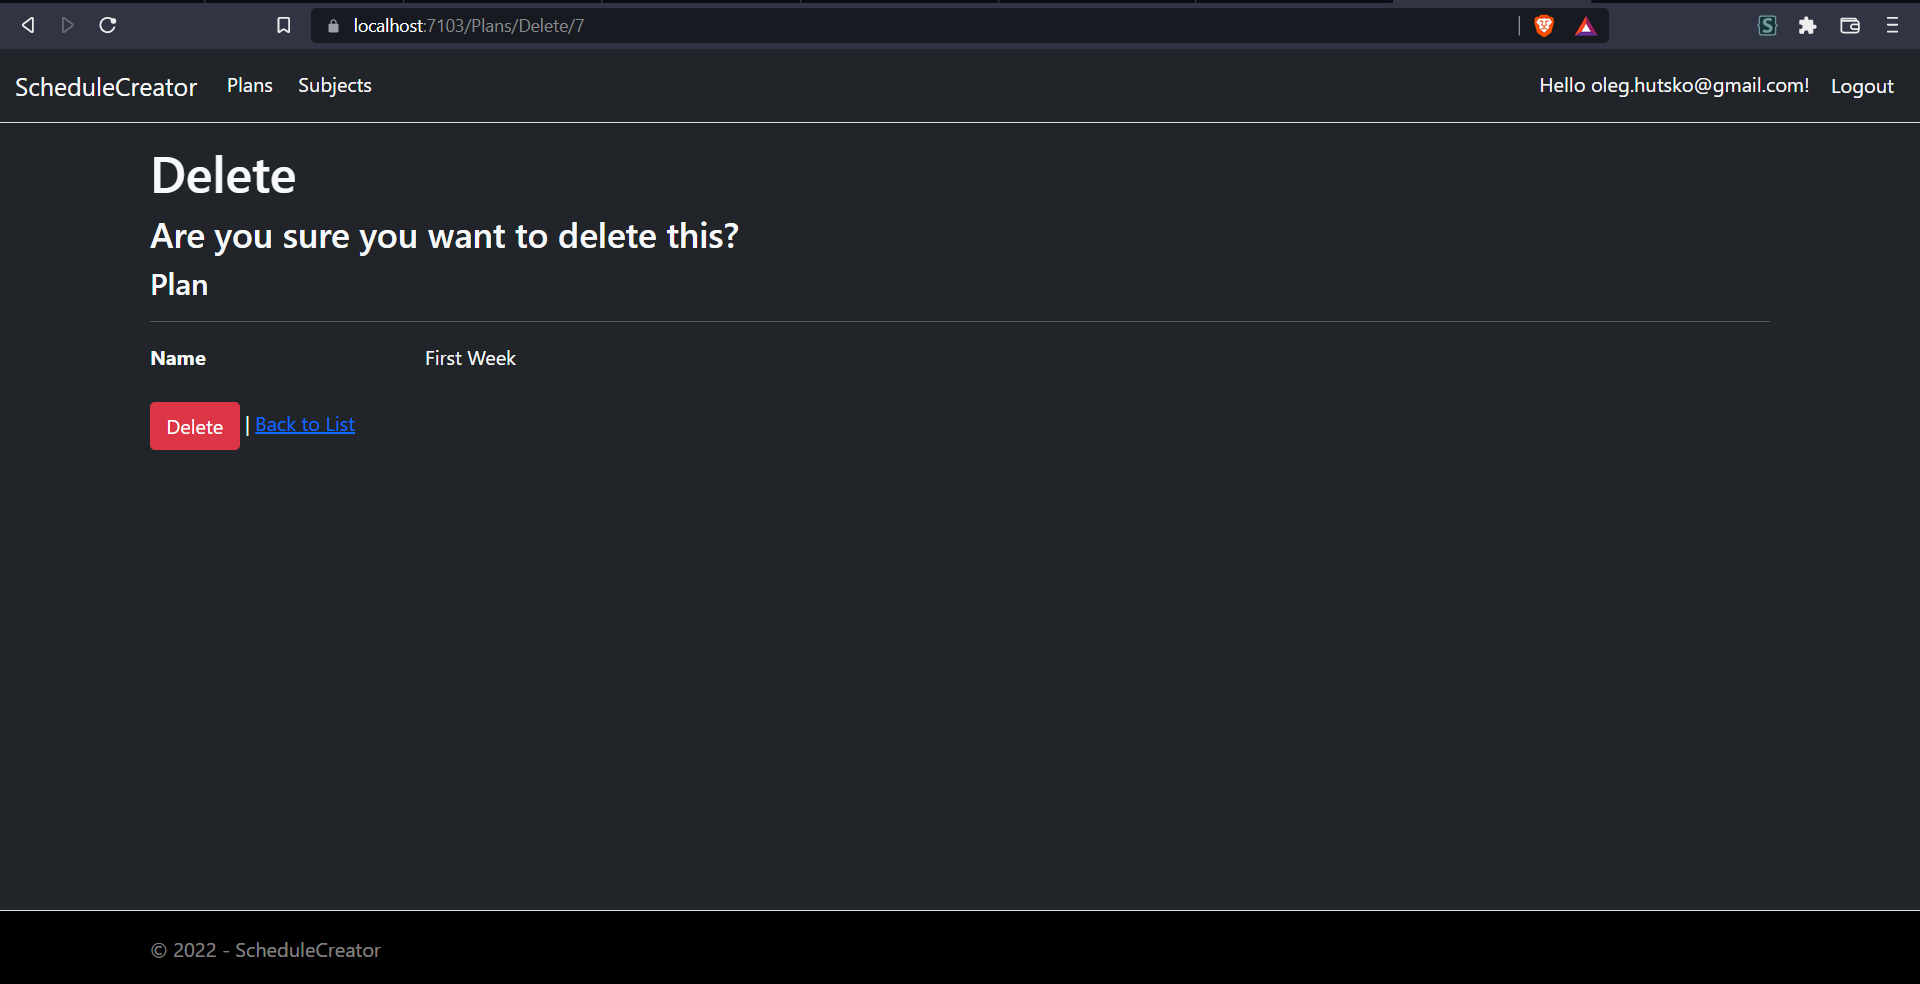 localhost:7103/Plans/Delete/7
ScheduleCreator Plans Subjects Hello oleg.hutsko@gmail.com! Logout
Delete
Are you sure you want to delete this?
Plan
Name First Week
Delete | Back to List
© 2022 - ScheduleCreator